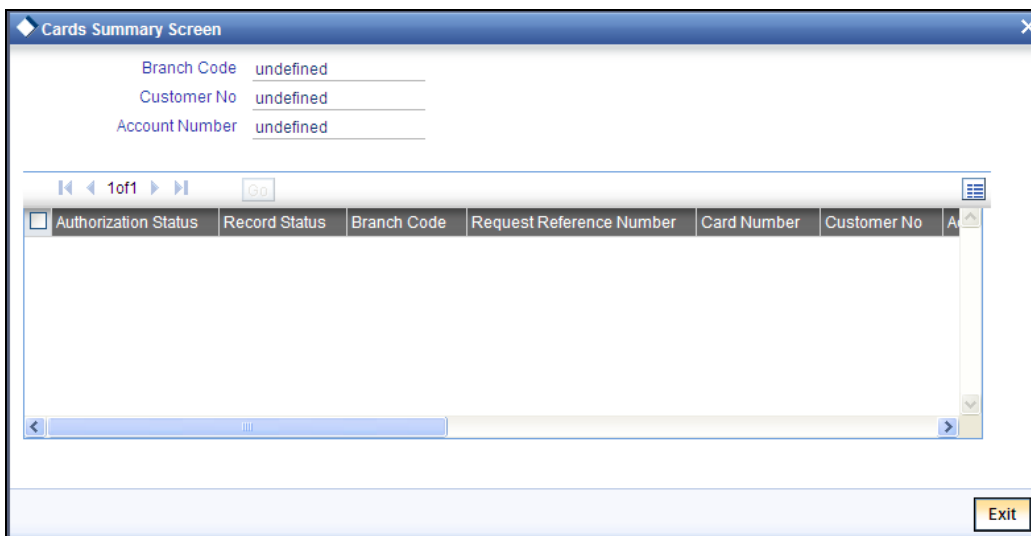 Cards Summary Screen
Branch Code undefined
Customer No undefined
Account Number undefined
1of1 Go
Authorization Status Record Status Branch Code Request Reference Number Card Number Customer No
Exit